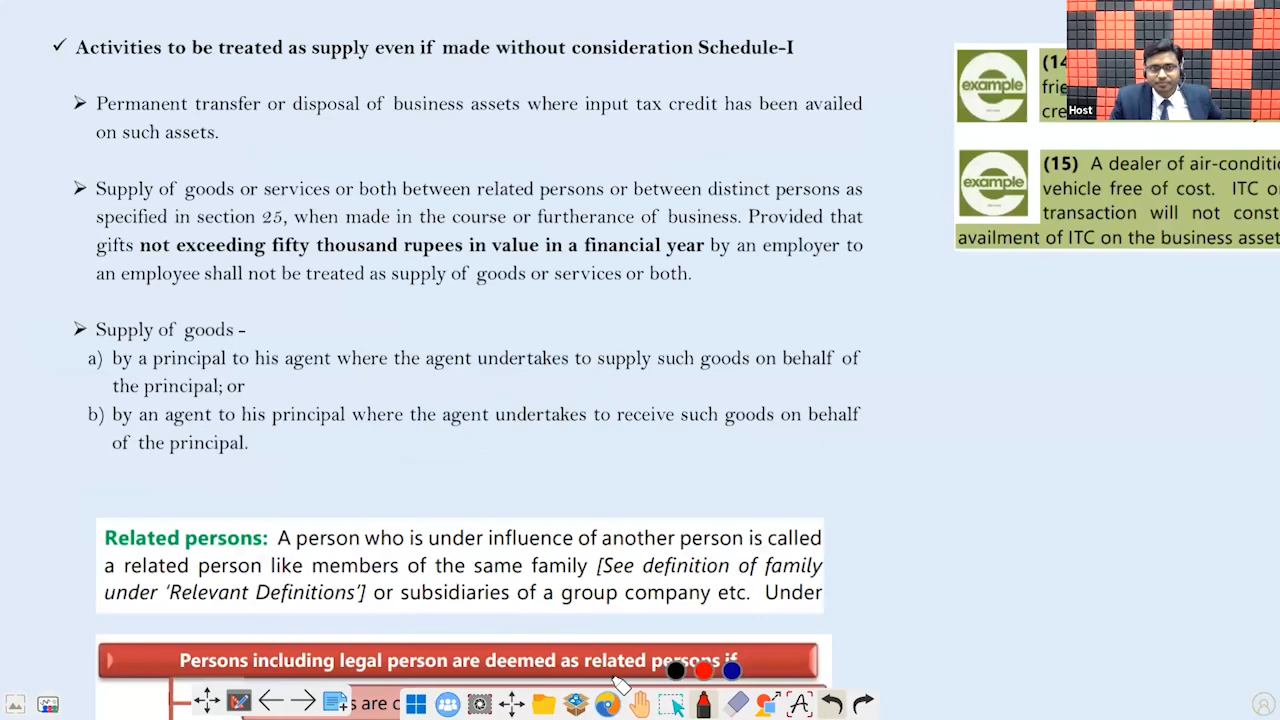 ✓ Activities to be treated as supply even if made without consideration Schedule-I
➤ Permanent transfer or disposal of business assets where input tax credit has been availed
on such assets.
➤ Supply of goods or services or both between related persons or between distinct persons as
specified in section 25, when made in the course or furtherance of business. Provided that
gifts not exceeding fifty thousand rupees in value in a financial year by an employer to
an employee shall not be treated as supply of goods or services or both.
➤ Supply of goods -
a) by a principal to his agent where the agent undertakes to supply such goods on behalf of
the principal; or
b) by an agent to his principal where the agent undertakes to receive such goods on behalf
of the principal.
Related persons: A person who is under influence of another person is called
a related person like members of the same family [See definition of family
under 'Relevant Definitions'] or subsidiaries of a group company etc. Under
Persons including legal person are deemed as related persons if
example
(14
Host
example
(15) A dealer of air-conditi
vehicle free of cost. ITC o
transaction will not const
availment of ITC on the business asset